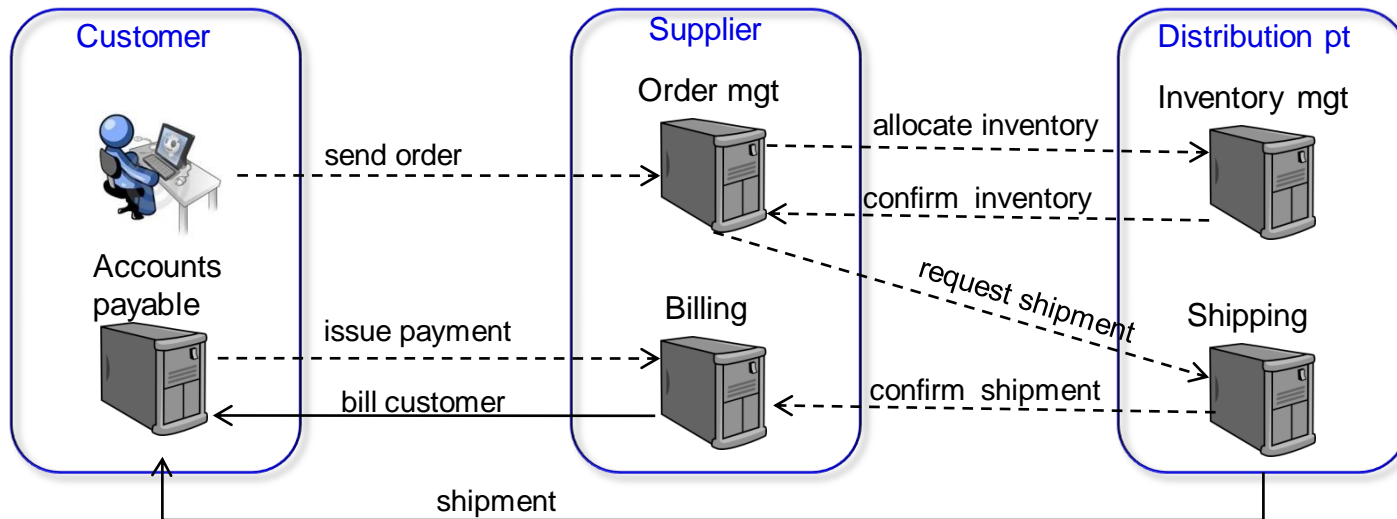 Customer
Supplier
Distribution pt
Order mgt
Inventory mgt
allocate inventory
send order
confirm inventory
Accounts
payable
request shipment
Billing
Shipping
issue payment
confirm shipment
bill customer
shipment